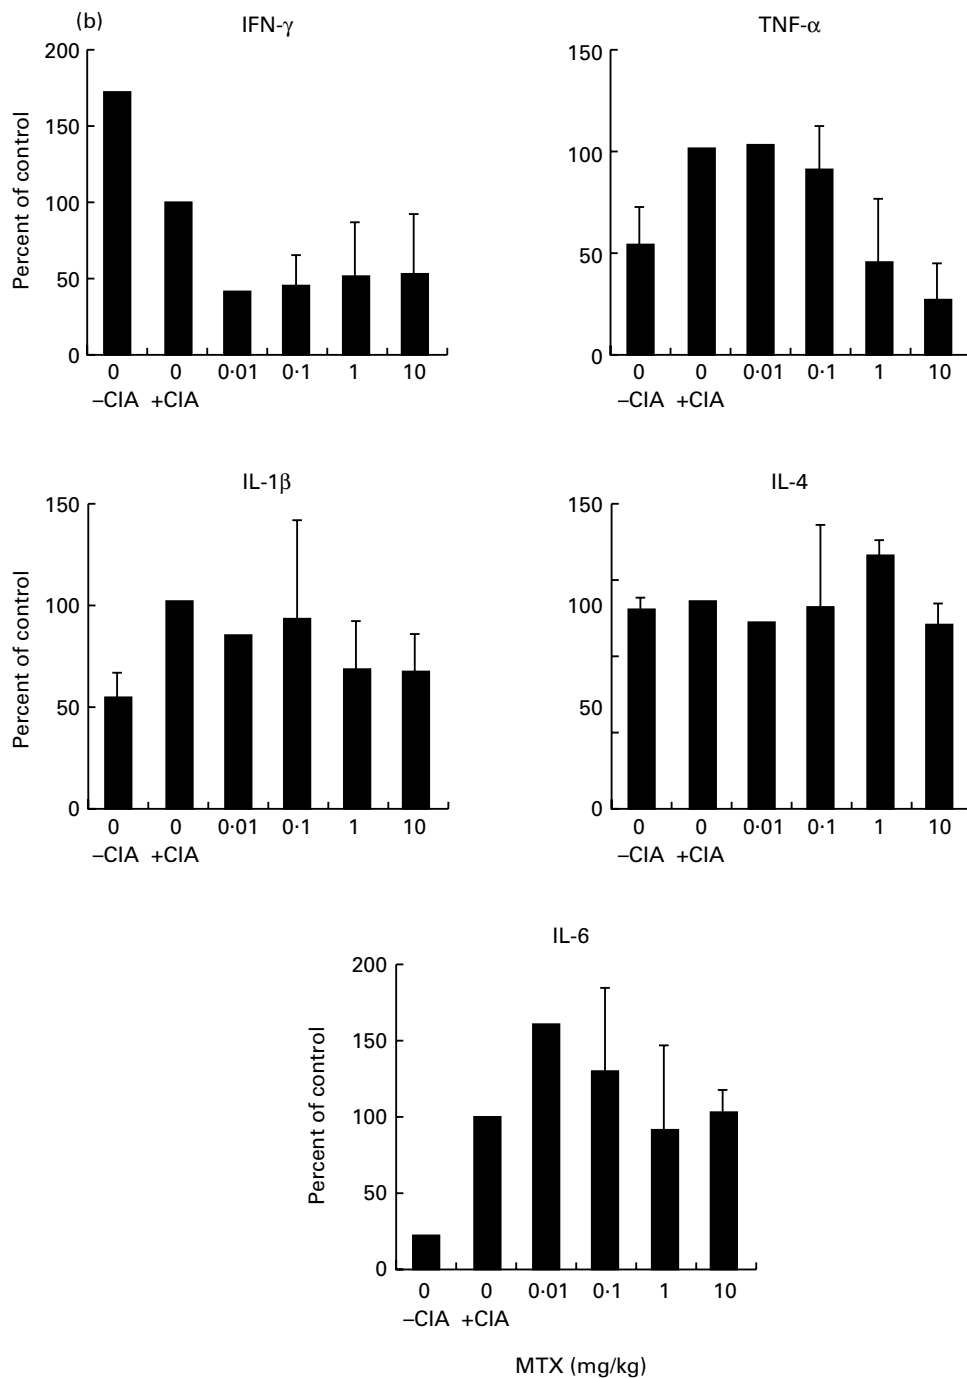 (b)
IFN-γ
Percent of control
200
150
100
50
0
0 0 0·01 0·1 1 10
–CIA +CIA
TNF-α
150
100
50
0
0 0 0·01 0·1 1 10
–CIA +CIA
IL-1β
Percent of control
150
100
50
0
0 0 0·01 0·1 1 10
–CIA +CIA
IL-4
150
100
50
0
0 0 0·01 0·1 1 10
–CIA +CIA
IL-6
Percent of control
200
150
100
50
0
0 0 0·01 0·1 1 10
–CIA +CIA
MTX (mg/kg)